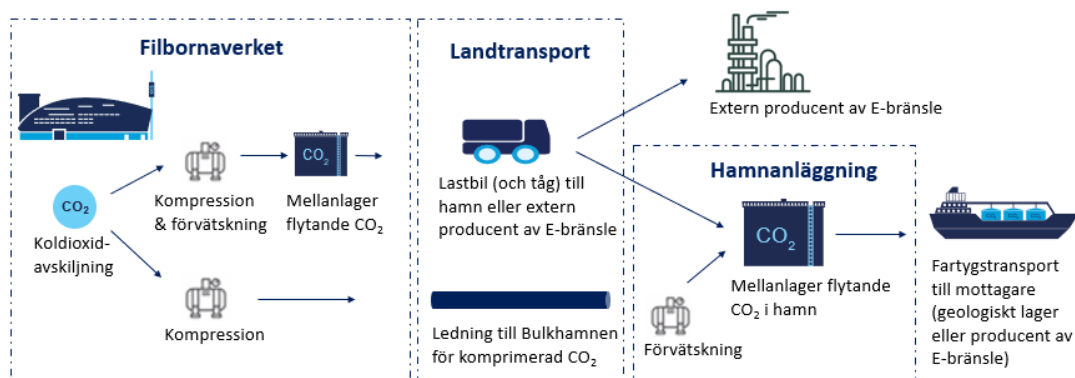 Filbornaverket
CO2
Koldioxid-
avskiljning
Kompression
& förvätskning
CO2
Mellanlager
flytande CO2
Kompression
Landtransport
Lastbil (och tåg) till
hamn eller extern
producent av E-bränsle
Ledning till Bulkhamnen
för komprimerad CO2
Extern producent av E-bränsle
Hamnanläggning
CO2
Mellanlager flytande
CO2 i hamn
Förvätskning
Fartygstransport
till mottagare
(geologiskt lager
eller producent av
E-bränsle)